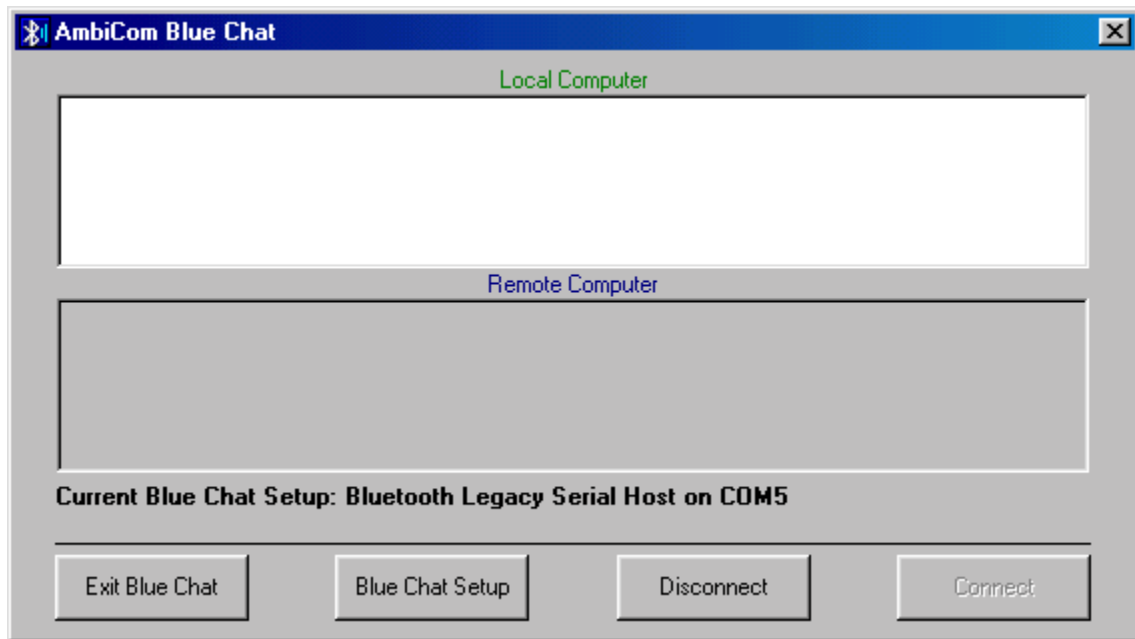 AmbiCom Blue Chat
Local Computer
Remote Computer
Current Blue Chat Setup: Bluetooth Legacy Serial Host on COM5
Exit Blue Chat
Blue Chat Setup
Disconnect
Connect